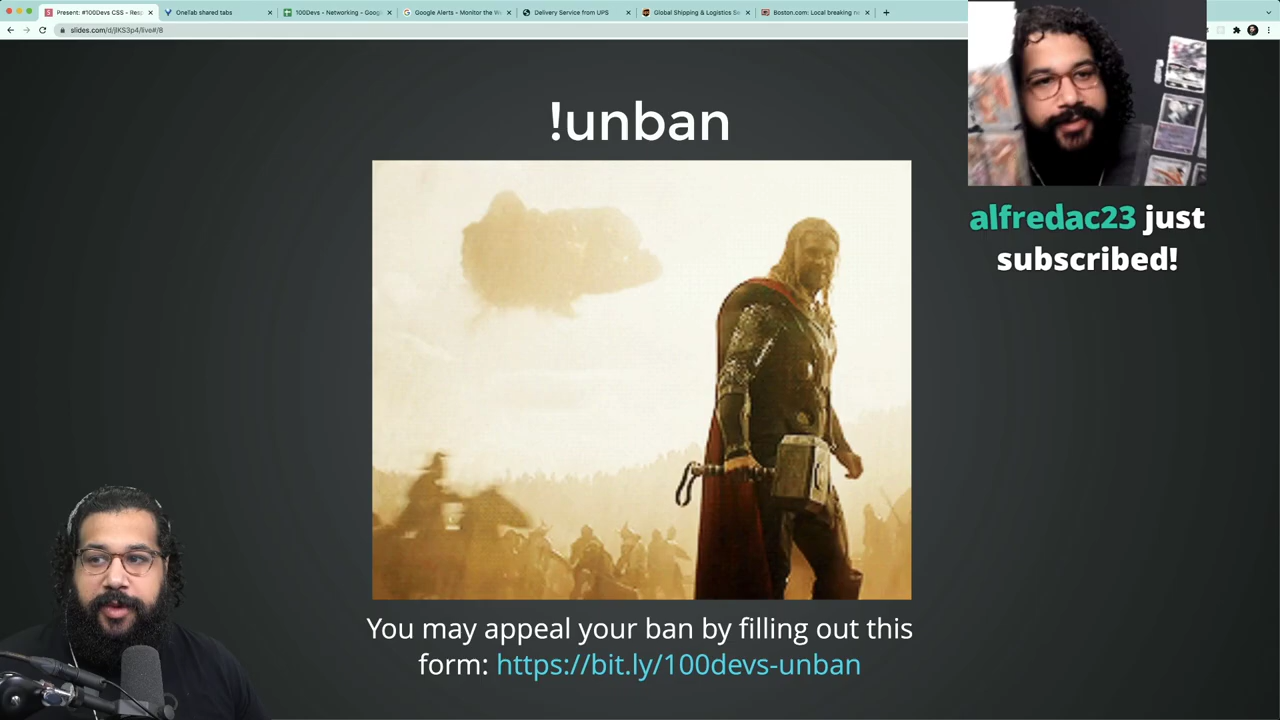 Present: #100Devs CSS - Resp
OneTab shared tabs
100Devs - Networking - Goog
Google Alerts - Monitor the W
Delivery Service from UPS
Global Shipping & Logistics Se
Boston.com: Local breaking n
slides.com/d/jIKS3p4/live#/8
!unban
alfredac23 just
subscribed!
You may appeal your ban by filling out this
form: https://bit.ly/100devs-unban